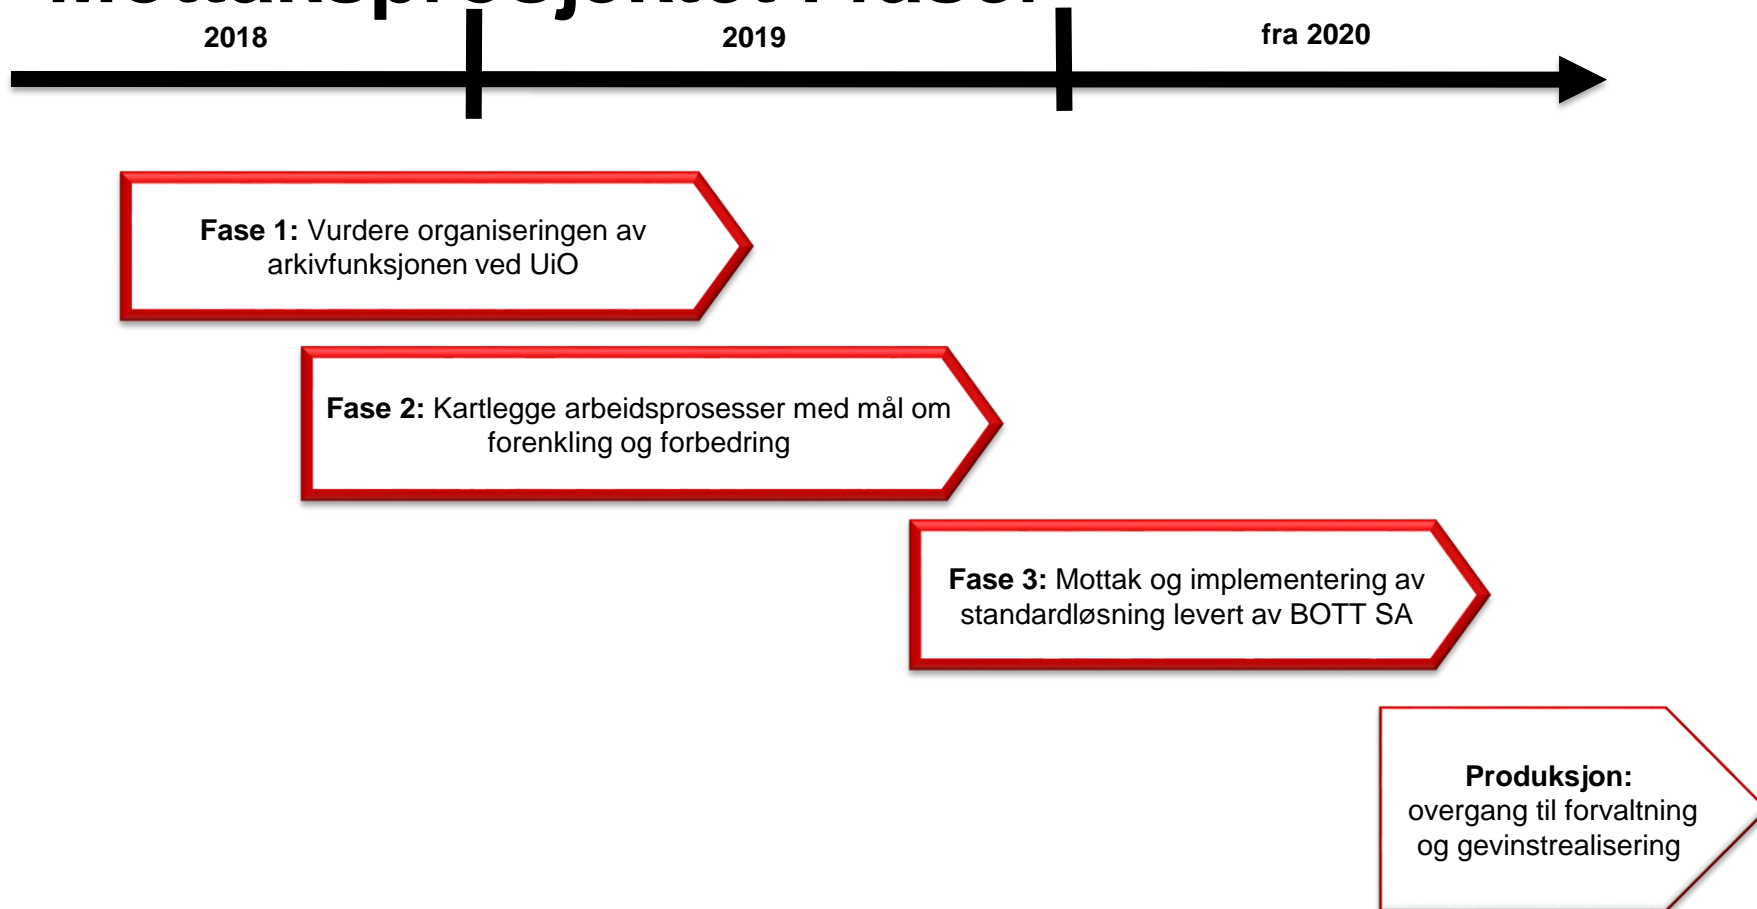 Mottaksprosjektet i faser
2018
2019
fra 2020
Fase 1: Vurdere organiseringen av
arkivfunksjonen ved UiO
Fase 2: Kartlegge arbeidsprosesser med mål om
forenkling og forbedring
Fase 3: Mottak og implementering av
standardløsning levert av BOTT SA
Produksjon:
overgang til forvaltning
og gevinstrealisering